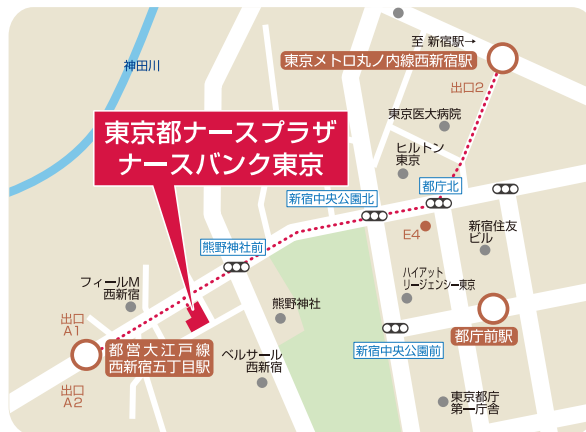 至 新宿駅→
東京メトロ丸ノ内線西新宿駅
神田川
出口2
東京医大病院
東京都ナースプラザ
ナースバンク東京
ヒルトン
東京
都庁北
新宿中央公園北
E4
新宿住友
ビル
熊野神社前
フィールM
西新宿
ハイアット
リージェンシー東京
熊野神社
出口
A1
都庁前駅
都営大江戸線
西新宿五丁目駅
ベルサール
西新宿
新宿中央公園前
出口
A2
東京都庁
第一庁舎